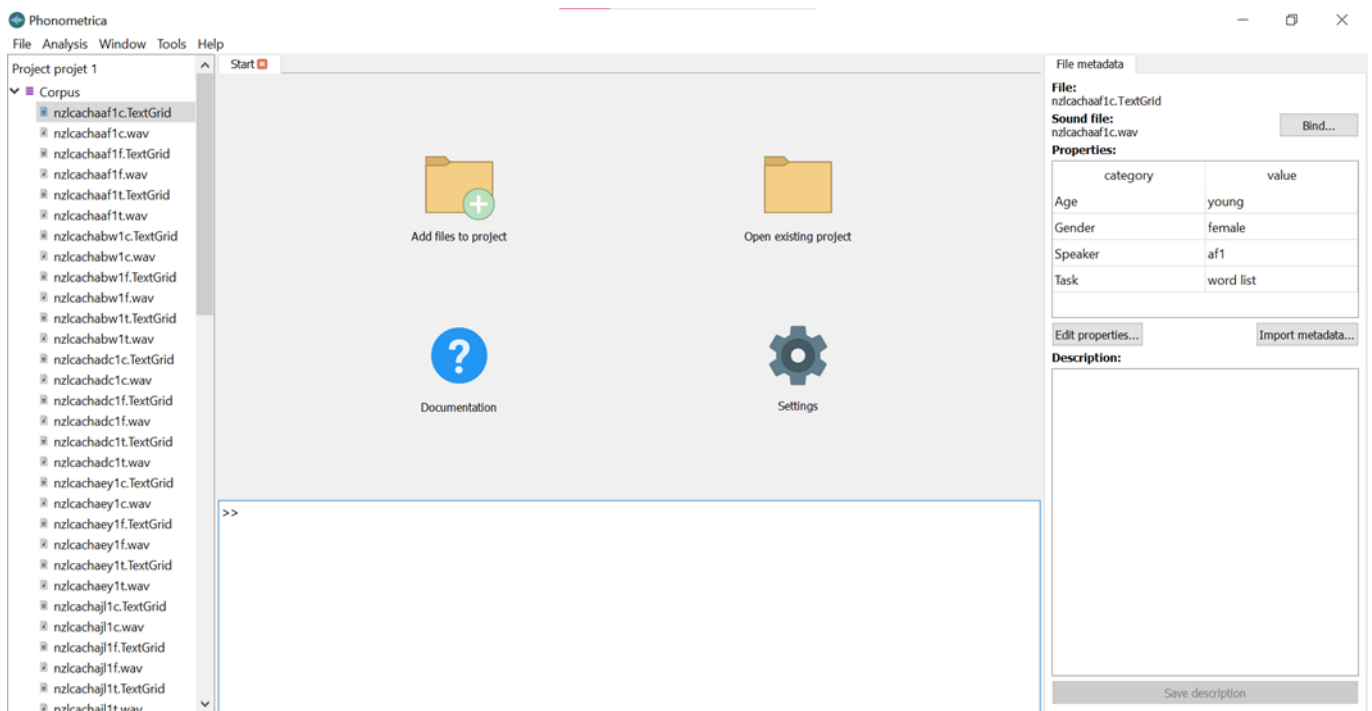 Phonometrica
File Analysis Window Tools Help
Project projet 1
Corpus
nzlcachaaf1c.TextGrid
nzlcachaaf1c.wav
nzlcachaaf1f.TextGrid
nzlcachaaf1f.wav
nzlcachaaf1t.TextGrid
nzlcachaaf1t.wav
nzlcachabw1c.TextGrid
nzlcachabw1c.wav
nzlcachabw1f.TextGrid
nzlcachabw1f.wav
nzlcachabw1t.TextGrid
nzlcachabw1t.wav
nzlcachadc1c.TextGrid
nzlcachadc1c.wav
nzlcachadc1f.TextGrid
nzlcachadc1f.wav
nzlcachadc1t.TextGrid
nzlcachadc1t.wav
nzlcachaey1c.TextGrid
nzlcachaey1c.wav
nzlcachaey1f.TextGrid
nzlcachaey1f.wav
nzlcachaey1t.TextGrid
nzlcachaey1t.wav
nzlcachajl1c.TextGrid
nzlcachajl1c.wav
nzlcachajl1f.TextGrid
nzlcachajl1f.wav
nzlcachajl1t.TextGrid
nzlcachajl1t.wav
Start
Add files to project
Open existing project
Documentation
Settings
>>
File metadata
File:
nzlcachaaf1c.TextGrid
Sound file:
nzlcachaaf1c.wav
Bind...
Properties:
category value
Age young
Gender female
Speaker af1
Task word list
Edit properties... Import metadata...
Description:
Save description